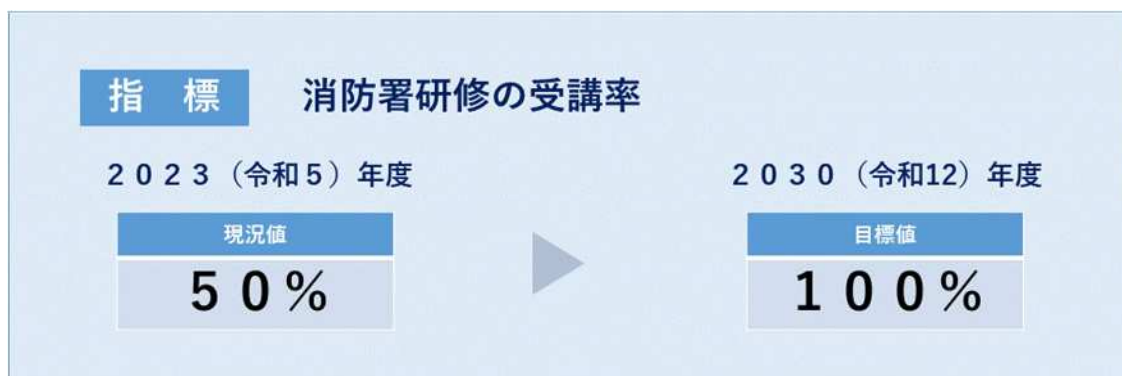 指 標 消防署研修の受講率
２０２３（令和５）年度 ２０３０（令和12）年度
現況値 目標値
５０％ １００％